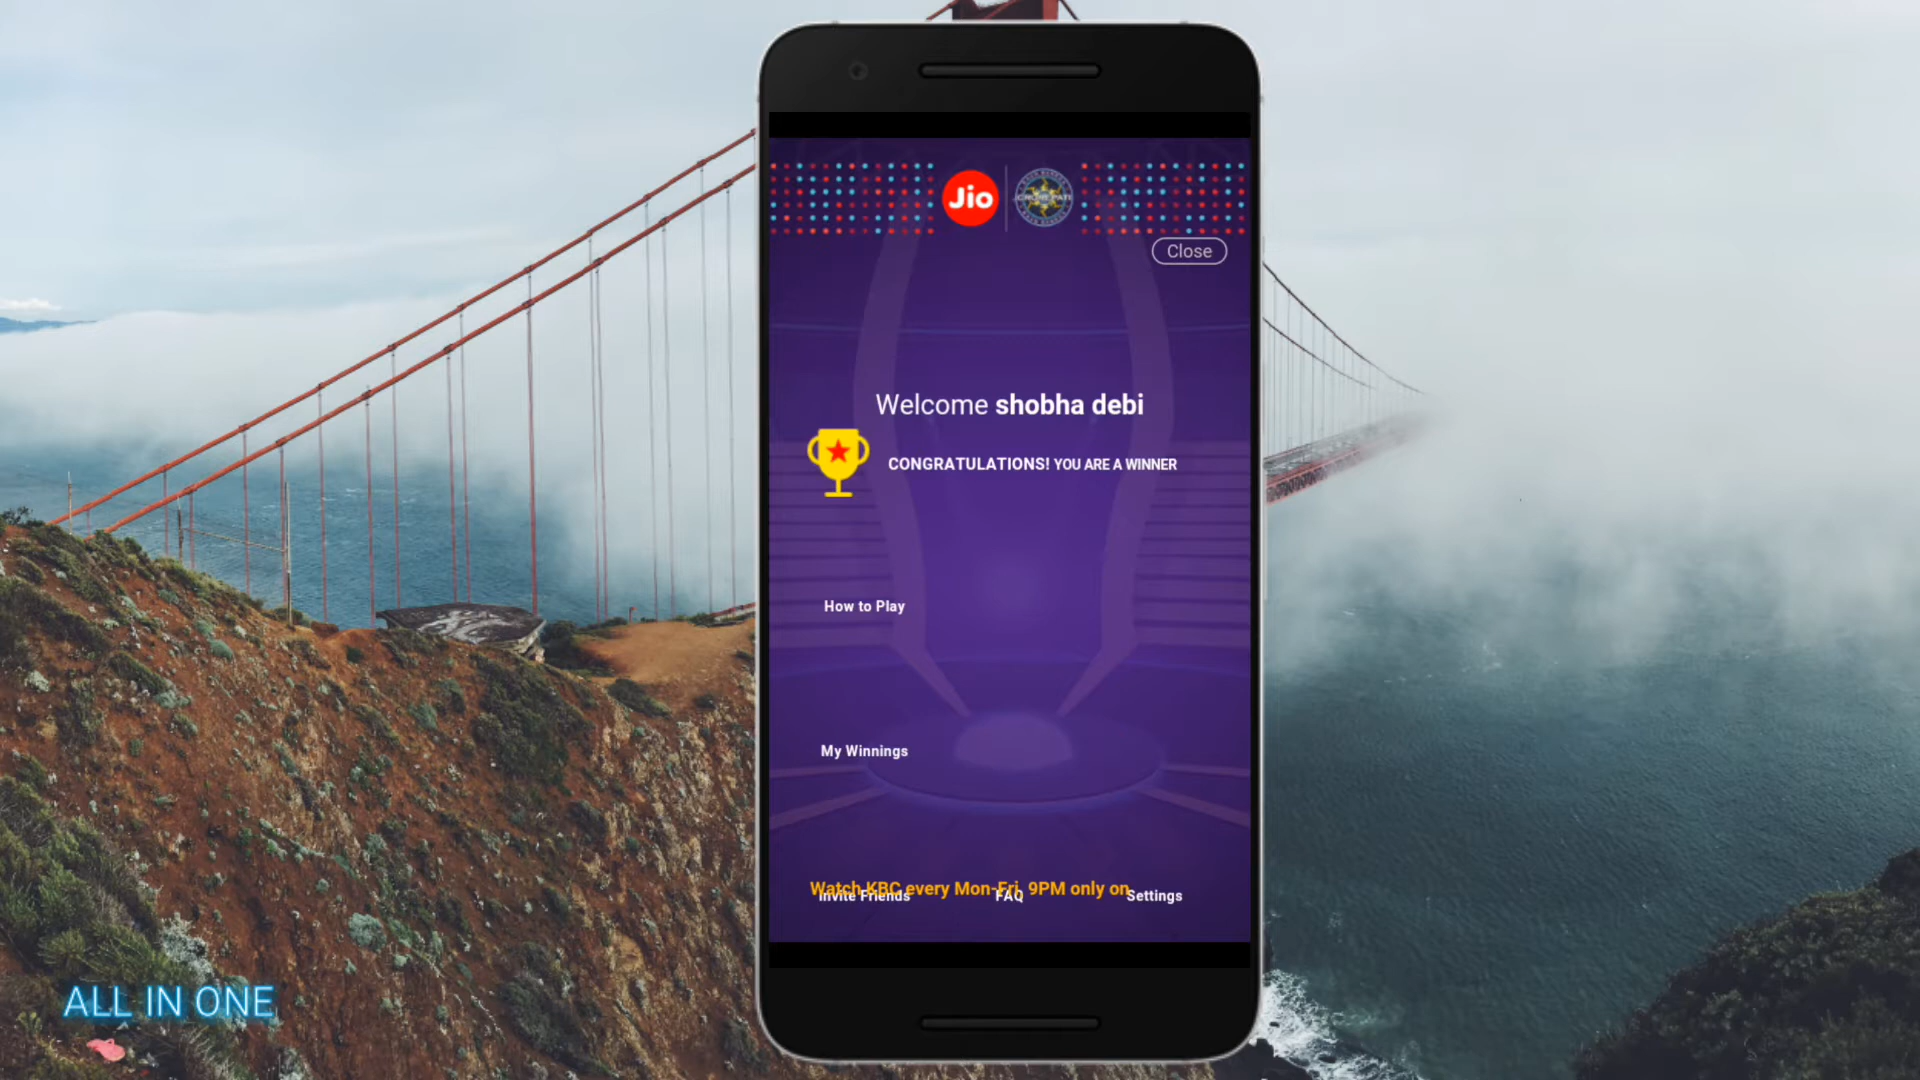 Jio
Close
Welcome shobha debi
CONGRATULATIONS! YOU ARE A WINNER
How to Play
My Winnings
Watch KBC every Mon-Fri, 9PM only on
Invite Friends
FAQ
Settings
ALL IN ONE